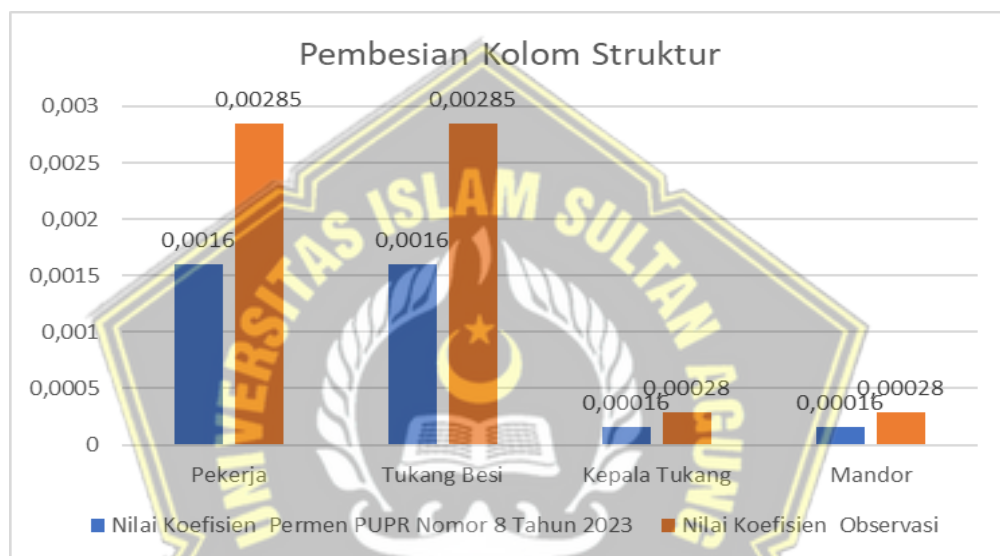 Pembesian Kolom Struktur
0,003
0,0025
0,002
0,0015
0,001
0,0005
0
0,00285
0,00285
0,0016
0,0016
0,00016
0,00028
0,00016
0,00028
Pekerja
Tukang Besi
Kepala Tukang
Mandor
Nilai Koefisien Permen PUPR Nomor 8 Tahun 2023
Nilai Koefisien Observasi
UNIVERSITAS ISLAM SULTAN AGUNG